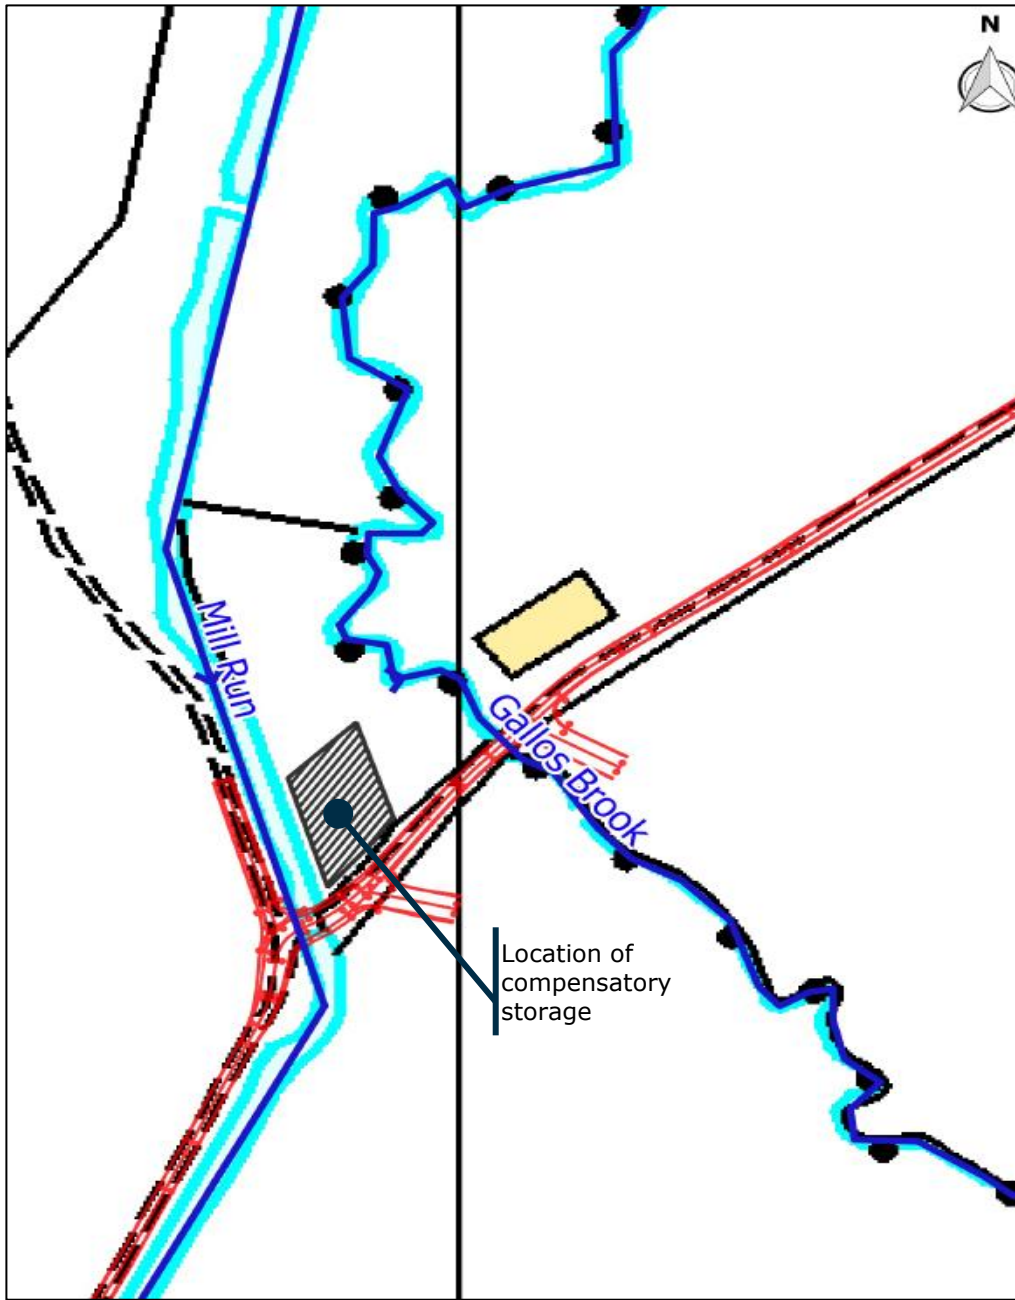 N
Mill Run
Gallos Brook
Location of
compensatory
storage